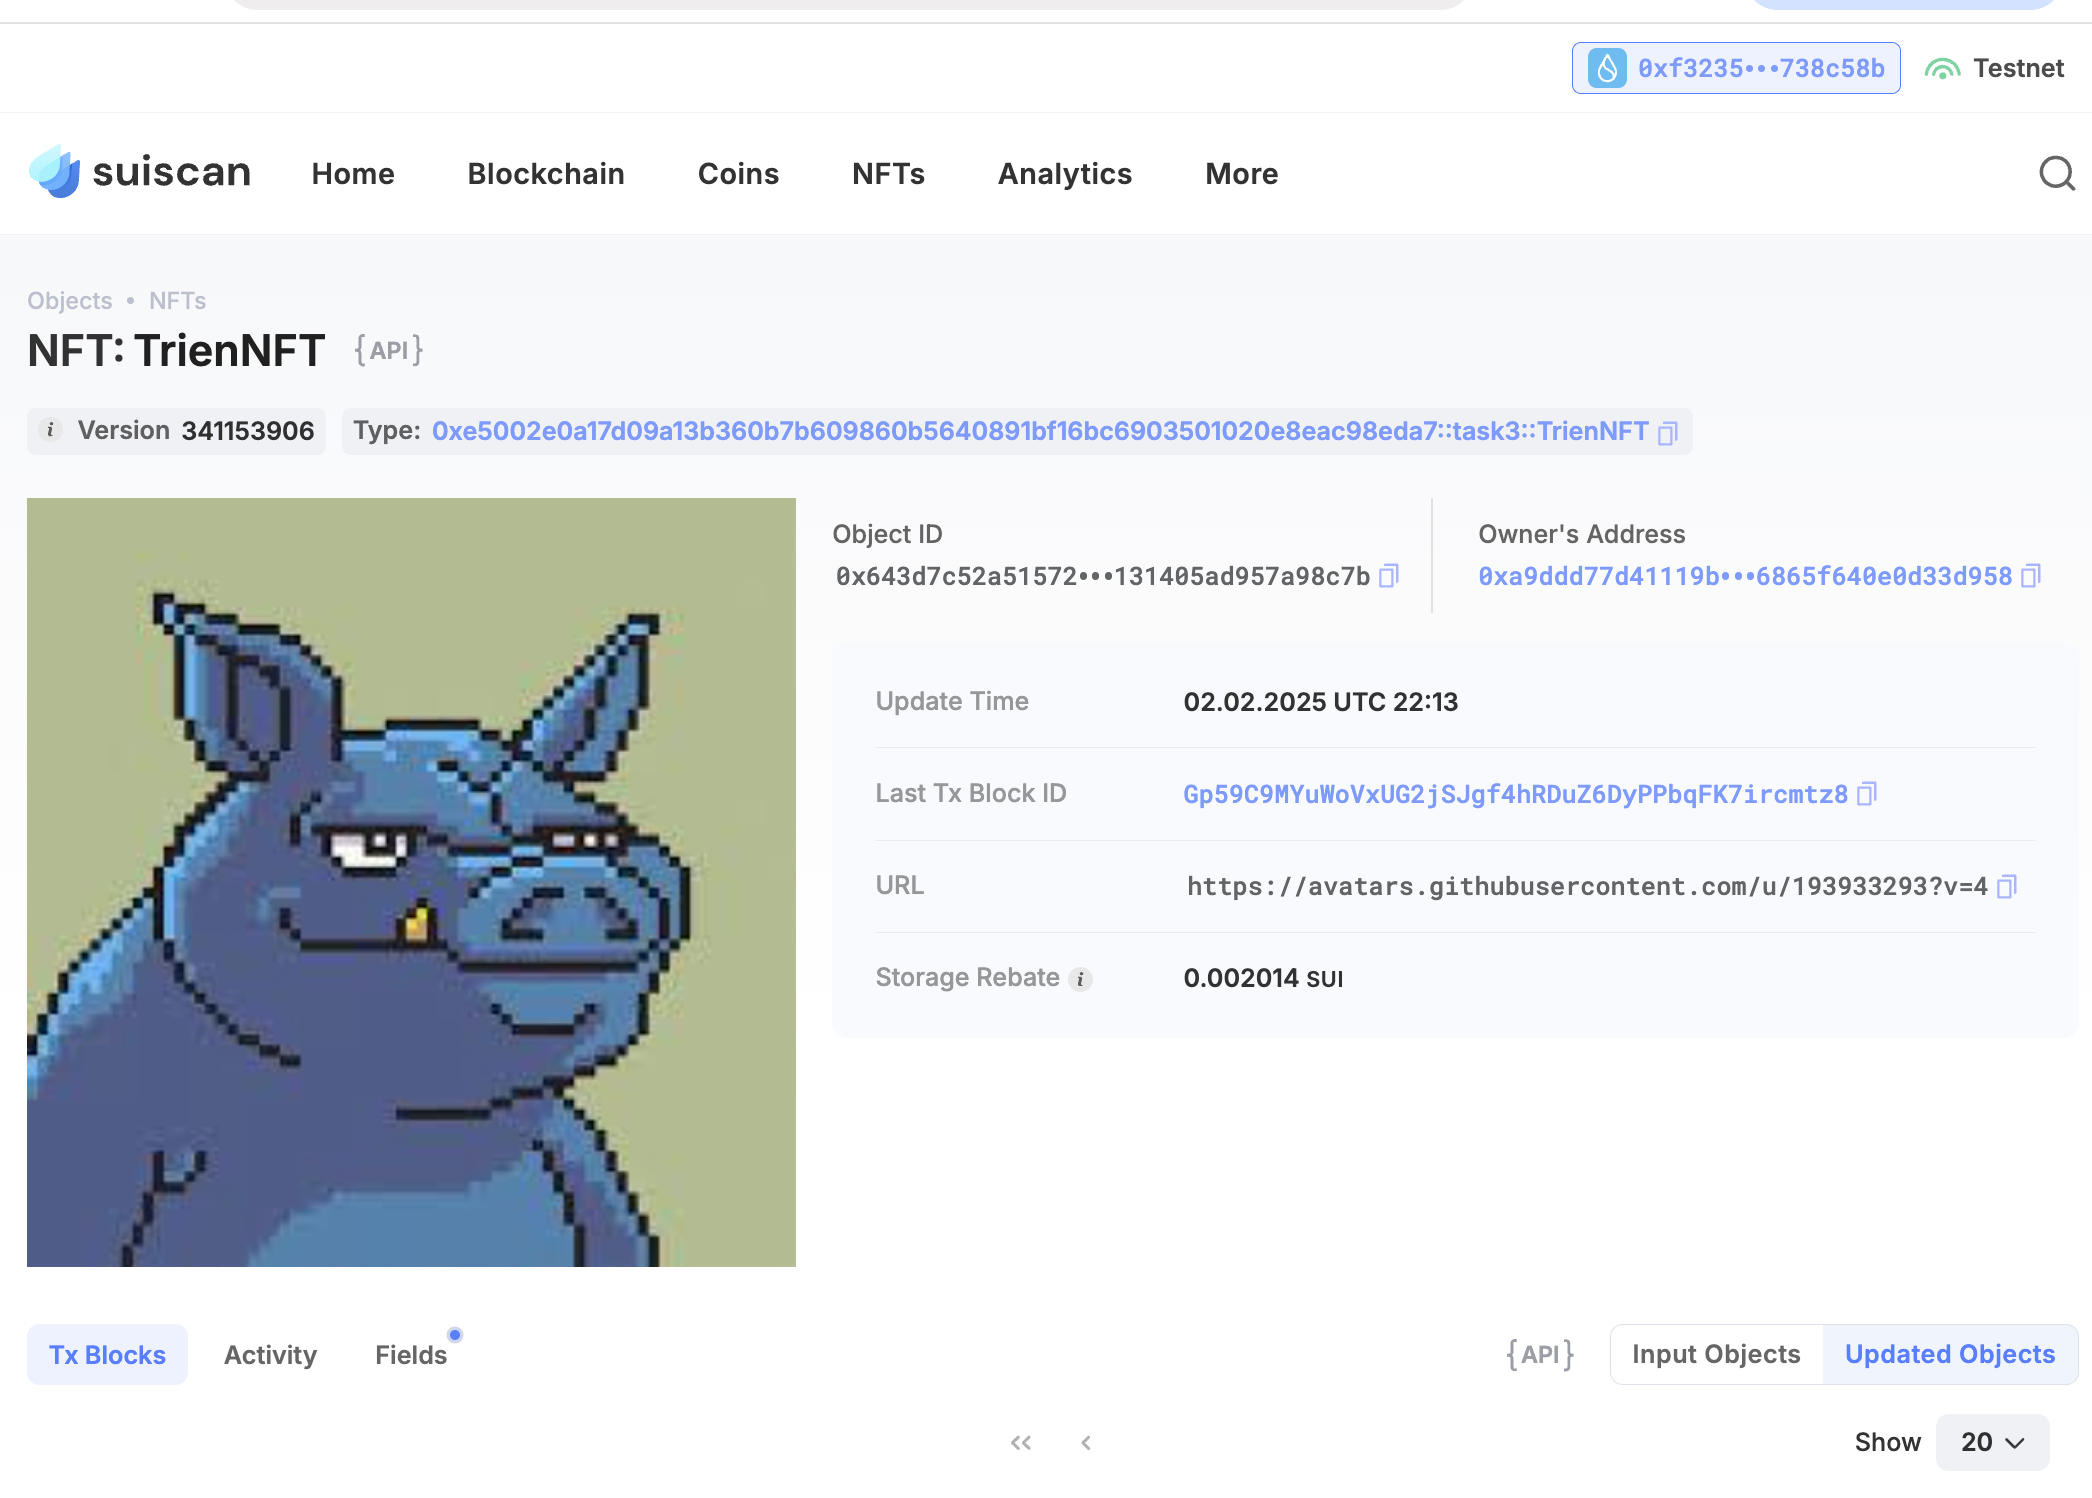 0xf3235•••738c58b Testnet
suiscan Home Blockchain Coins NFTs Analytics More
Objects • NFTs
NFT: TrienNFT {API}
i Version 341153906 Type: 0xe5002e0a17d09a13b360b7b609860b5640891bf16bc6903501020e8eac98eda7::task3::TrienNFT
Object ID
0x643d7c52a51572•••131405ad957a98c7b
Owner's Address
0xa9ddd77d41119b•••6865f640e0d33d958
Update Time 02.02.2025 UTC 22:13
Last Tx Block ID Gp59C9MYuWoVxUG2jSJgf4hRDuZ6DyPPbqFK7ircmtz8
URL https://avatars.githubusercontent.com/u/193933293?v=4
Storage Rebate i 0.002014 SUI
Tx Blocks Activity Fields {API} Input Objects Updated Objects
Show 20